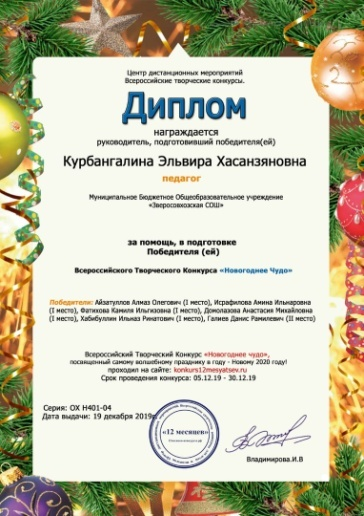 Центр дистанционных мероприятий
Всероссийские творческие конкурсы.
Диплом
награждается
руководитель, подготовивший победителя(ей)
Курбангалина Эльвира Хасанзяновна
педагог
Муниципальное Бюджетное Общеобразовательное учреждение
«Зверосовхозская СОШ»
за помощь, в подготовке
Победителя (ей)
Всероссийского Творческого Конкурса «Новогоднее Чудо»
Победители: Айзатуллов Алмаз Олегович (I место), Исрафилова Амина Ильнаровна
(I место), Фатихова Камиля Ильгизовна (I место), Домолазова Анастасия Михайловна
(I место), Хабибуллин Ильназ Ринатович (I место), Галиев Данис Рамилевич (II место)
Всероссийский Творческий Конкурс «Новогоднее чудо»,
посвященный самому волшебному празднику в году - Новому 2020 году!
проходил на сайте: konkurs12mesyatsev.ru
Срок проведения конкурса: 05.12.19 - 30.12.19
Серия: ОХ Н401-04
Дата выдачи: 19 декабря 2019г.
«12 месяцев»
Владимирова.И.В